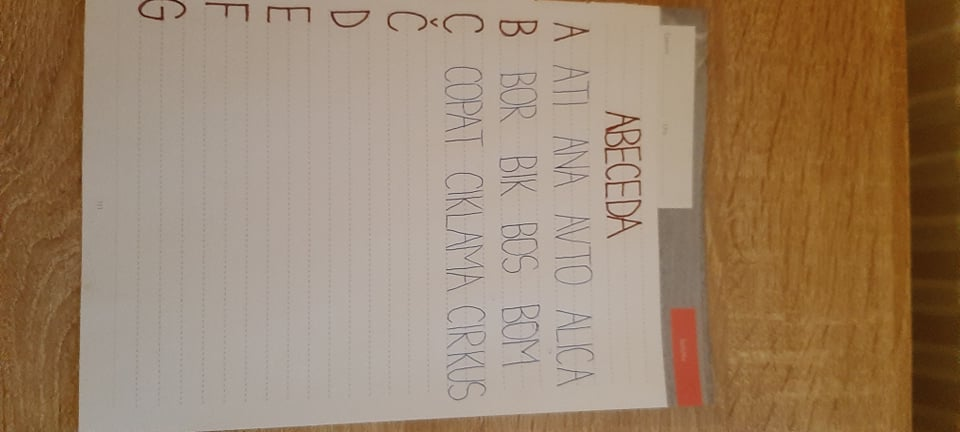 ABECEDA
A ATI ANA AVTO ALICA
B BOR BIK BOS BOM
C COPAT CIKLAMA CIRKUS
Č
D
E
F
G